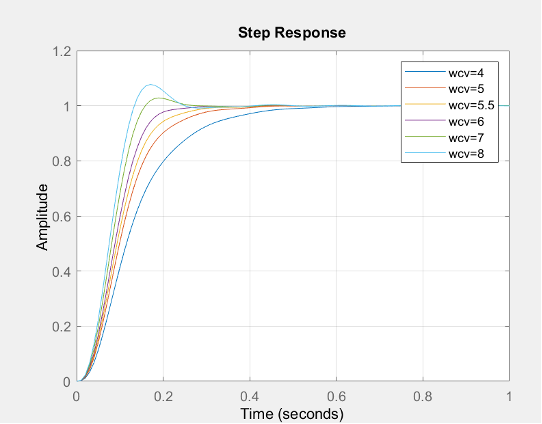 Step Response
1.2
1
0.8
0.6
0.4
0.2
0
Amplitude
wcv=4
wcv=5
wcv=5.5
wcv=6
wcv=7
wcv=8
0 0.2 0.4 0.6 0.8 1
Time (seconds)